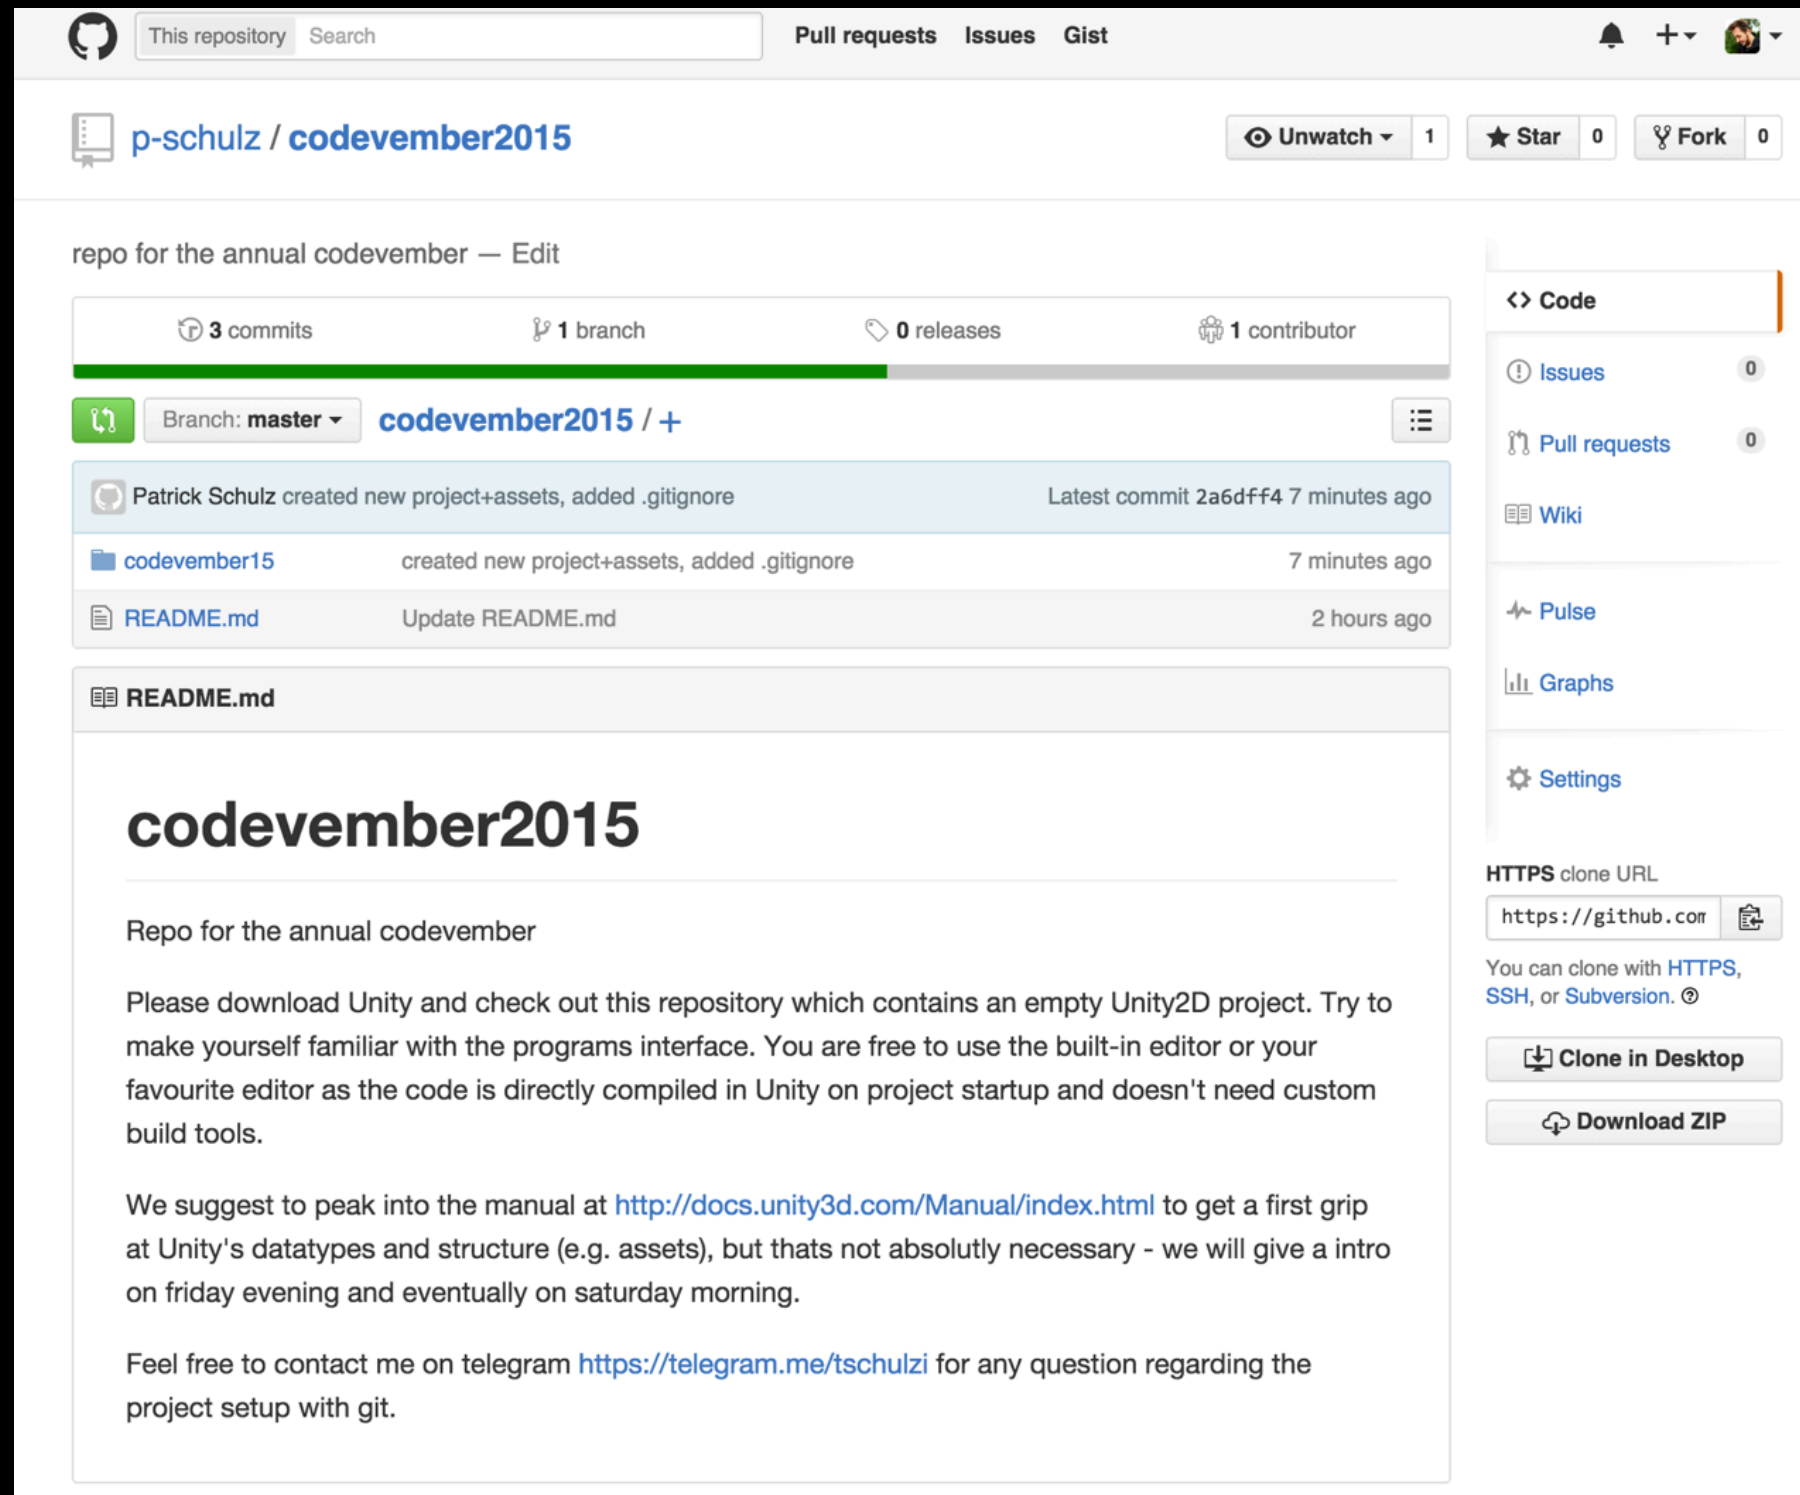 This repository Search Pull requests Issues Gist
p-schulz / codevember2015
Unwatch 1 Star 0 Fork 0
repo for the annual codevember — Edit
3 commits 1 branch 0 releases 1 contributor
Branch: master codevember2015 / +
Patrick Schulz created new project+assets, added .gitignore Latest commit 2a6dff4 7 minutes ago
codevember15 created new project+assets, added .gitignore 7 minutes ago
README.md Update README.md 2 hours ago
README.md
codevember2015
Repo for the annual codevember
Please download Unity and check out this repository which contains an empty Unity2D project. Try to
make yourself familiar with the programs interface. You are free to use the built-in editor or your
favourite editor as the code is directly compiled in Unity on project startup and doesn't need custom
build tools.
We suggest to peak into the manual at http://docs.unity3d.com/Manual/index.html to get a first grip
at Unity's datatypes and structure (e.g. assets), but thats not absolutly necessary - we will give a intro
on friday evening and eventually on saturday morning.
Feel free to contact me on telegram https://telegram.me/tschulzi for any question regarding the
project setup with git.
Code
Issues 0
Pull requests 0
Wiki
Pulse
Graphs
Settings
HTTPS clone URL
https://github.com
You can clone with HTTPS,
SSH, or Subversion.
Clone in Desktop
Download ZIP